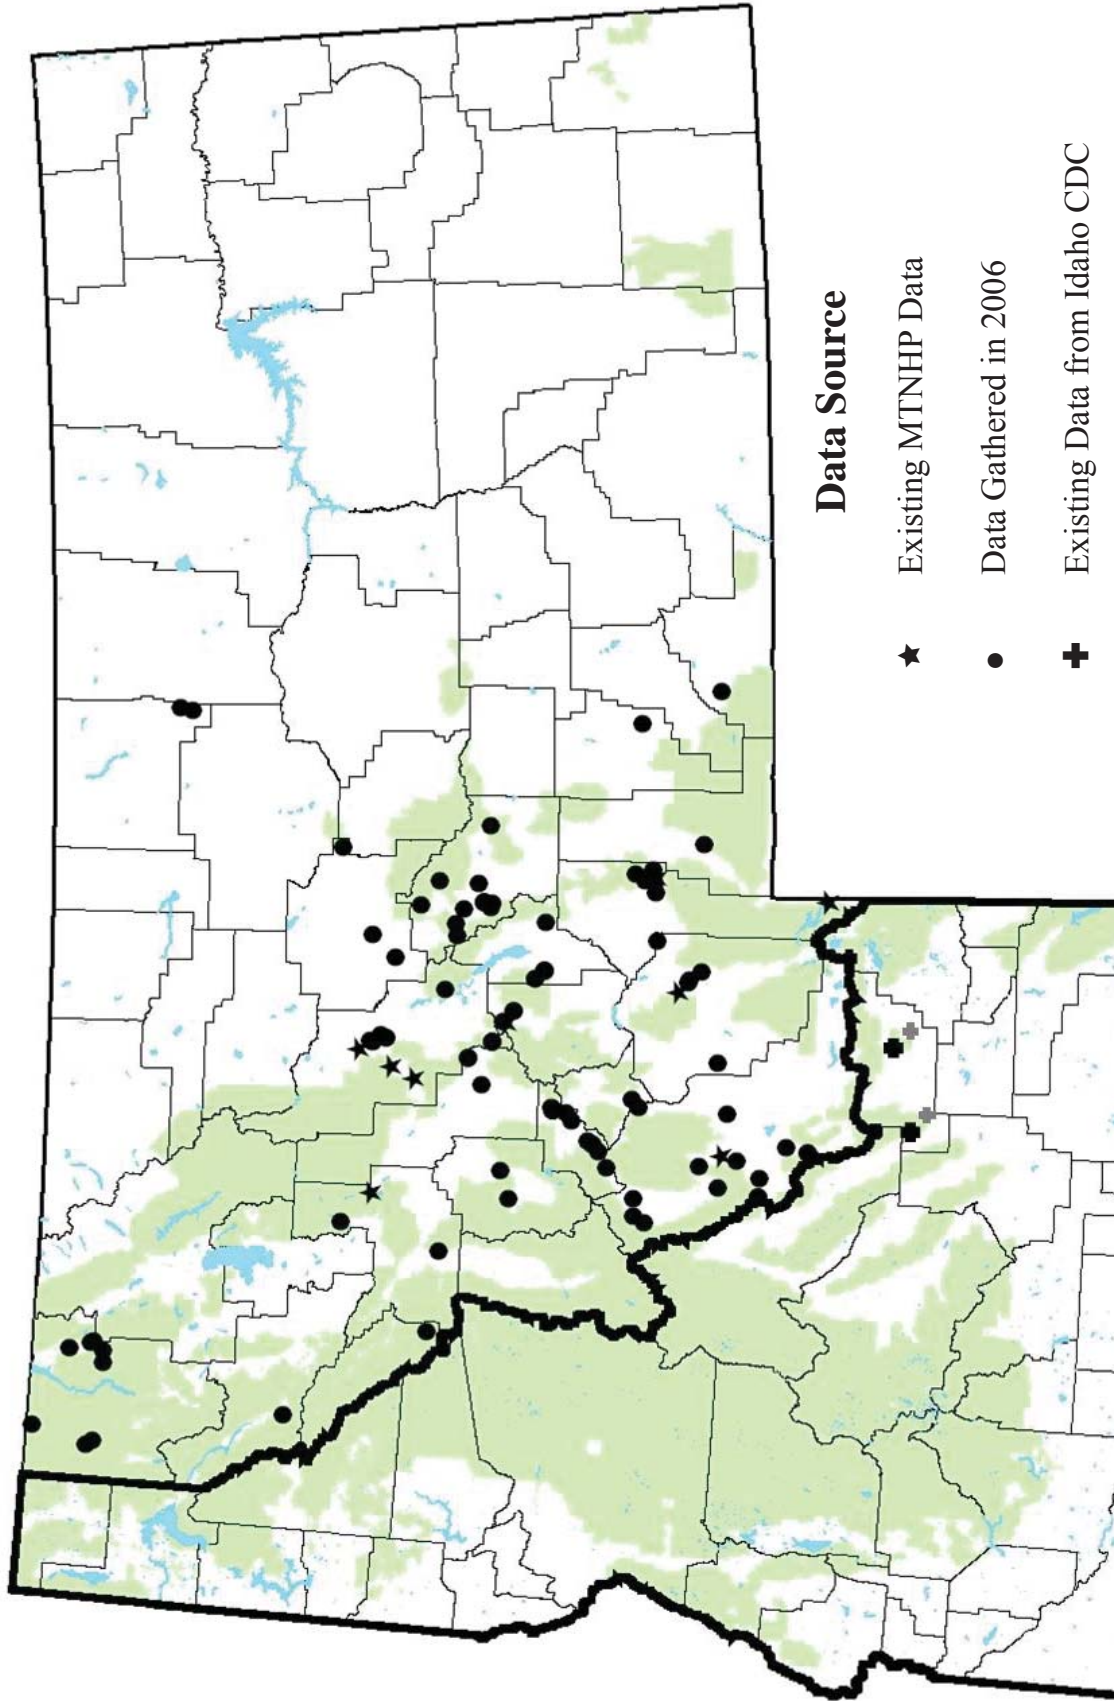 Data Source
Existing MTNHP Data
Data Gathered in 2006
Existing Data from Idaho CDC